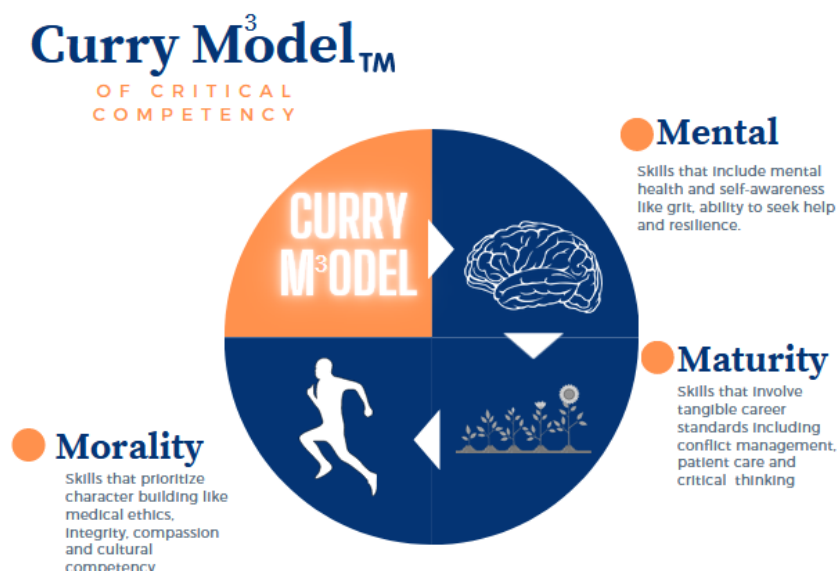 Curry M³odel™
OF CRITICAL
COMPETENCY
CURRY
M³ODEL
Mental
Skills that include mental
health and self-awareness
like grit, ability to seek help
and resilience.
Maturity
Skills that involve
tangible career
standards including
conflict management,
patient care and
critical thinking
Morality
Skills that prioritize
character building like
medical ethics,
integrity, compassion
and cultural
competency